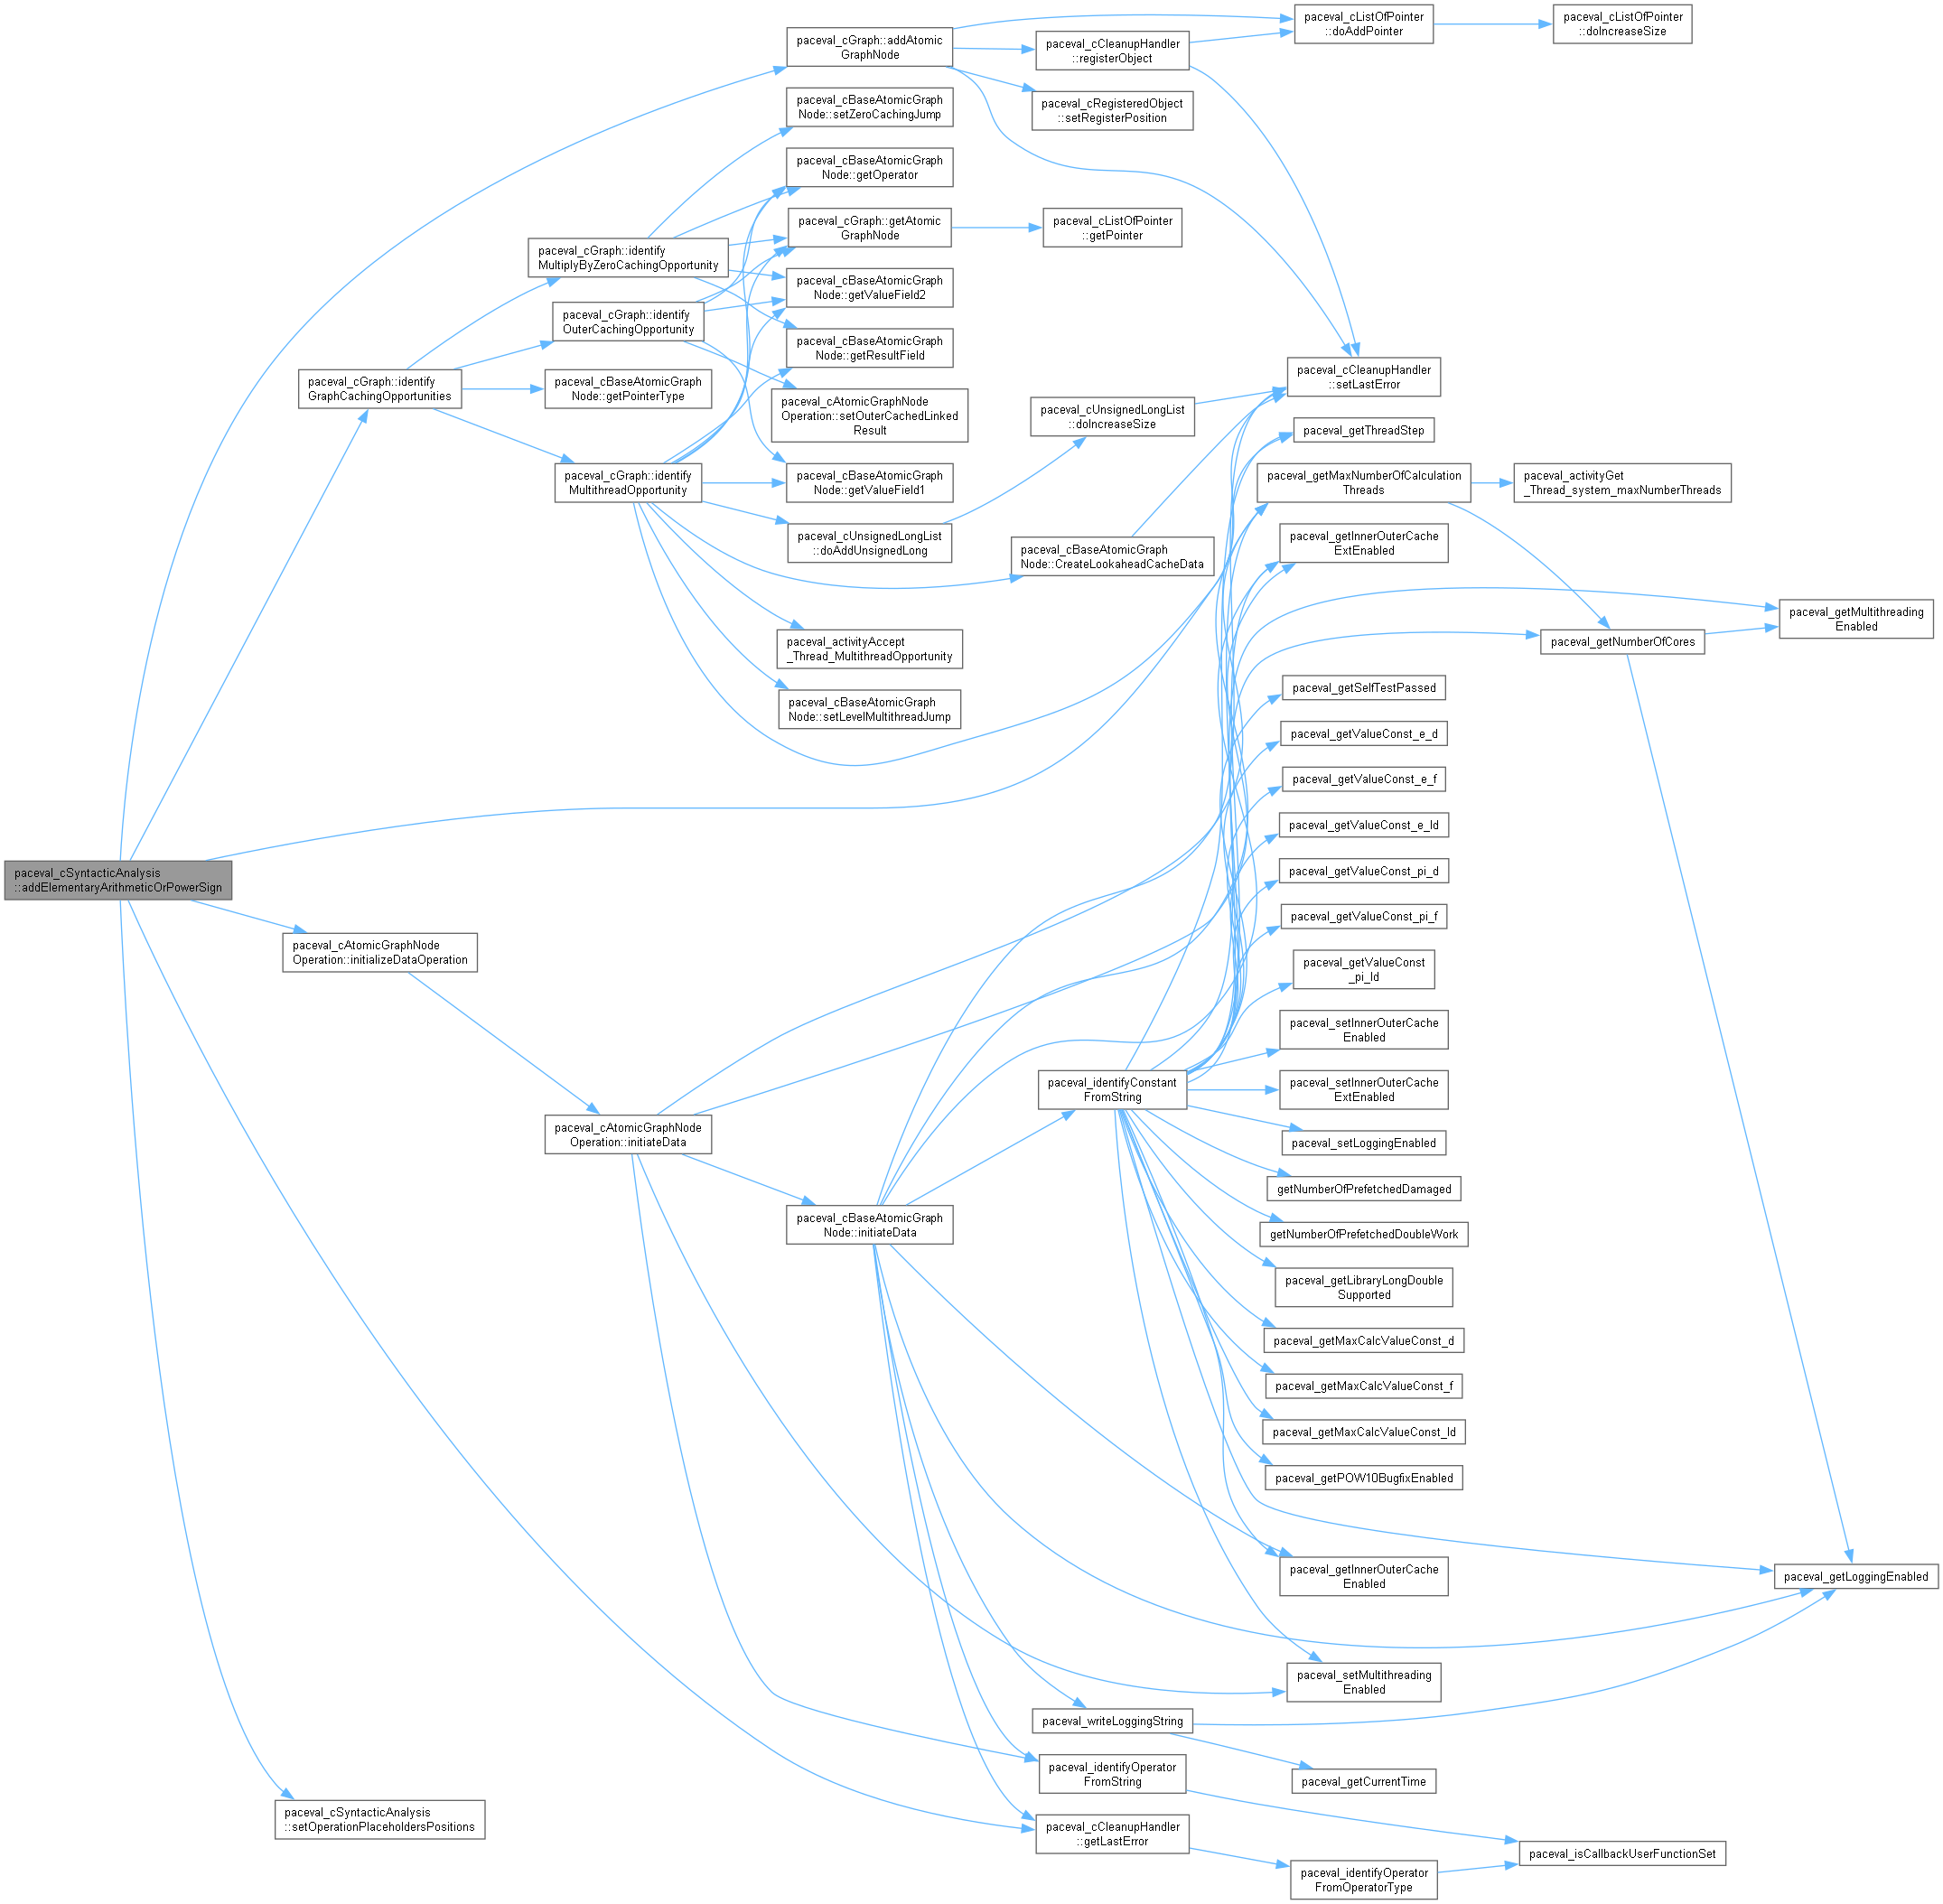 paceval_cSyntacticAnalysis
::addElementaryArithmeticOrPowerSign
paceval_cGraph::identify
GraphCachingOpportunities
paceval_cAtomicGraphNode
Operation::initializeDataOperation
paceval_cSyntacticAnalysis
::setOperationPlaceholdersPositions
paceval_cGraph::identify
MultiplyByZeroCachingOpportunity
paceval_cGraph::identify
OuterCachingOpportunity
paceval_cBaseAtomicGraph
Node::getPointerType
paceval_cGraph::identify
MultithreadOpportunity
paceval_cAtomicGraphNode
Operation::initiateData
paceval_cGraph::addAtomic
GraphNode
paceval_cBaseAtomicGraph
Node::setZeroCachingJump
paceval_cBaseAtomicGraph
Node::getOperator
paceval_cGraph::getAtomic
GraphNode
paceval_cBaseAtomicGraph
Node::getValueField2
paceval_cBaseAtomicGraph
Node::getResultField
paceval_cAtomicGraphNode
Operation::setOuterCachedLinked
Result
paceval_cBaseAtomicGraph
Node::getValueField1
paceval_cUnsignedLongList
::doAddUnsignedLong
paceval_activityAccept
_Thread_MultithreadOpportunity
paceval_cBaseAtomicGraph
Node::setLevelMultithreadJump
paceval_cBaseAtomicGraph
Node::initiateData
paceval_cCleanupHandler
::registerObject
paceval_cRegisteredObject
::setRegisterPosition
paceval_cListOfPointer
::getPointer
paceval_cUnsignedLongList
::doIncreaseSize
paceval_cBaseAtomicGraph
Node::CreateLookaheadCacheData
paceval_identifyConstant
FromString
paceval_writeLoggingString
paceval_identifyOperator
FromString
paceval_cCleanupHandler
::getLastError
paceval_cListOfPointer
::doAddPointer
paceval_cCleanupHandler
::setLastError
paceval_getThreadStep
paceval_getMaxNumberOfCalculation
Threads
paceval_getInnerOuterCache
ExtEnabled
paceval_getSelfTestPassed
paceval_getValueConst_e_d
paceval_getValueConst_e_f
paceval_getValueConst_e_ld
paceval_getValueConst_pi_d
paceval_getValueConst_pi_f
paceval_getValueConst
_pi_ld
paceval_setInnerOuterCache
Enabled
paceval_setInnerOuterCache
ExtEnabled
paceval_setLoggingEnabled
getNumberOfPrefetchedDamaged
getNumberOfPrefetchedDoubleWork
paceval_getLibraryLongDouble
Supported
paceval_getMaxCalcValueConst_d
paceval_getMaxCalcValueConst_f
paceval_getMaxCalcValueConst_ld
paceval_getPOW10BugfixEnabled
paceval_getInnerOuterCache
Enabled
paceval_setMultithreading
Enabled
paceval_getCurrentTime
paceval_identifyOperator
FromOperatorType
paceval_cListOfPointer
::doIncreaseSize
paceval_activityGet
_Thread_system_maxNumberThreads
paceval_getNumberOfCores
paceval_isCallbackUserFunctionSet
paceval_getMultithreading
Enabled
paceval_getLoggingEnabled